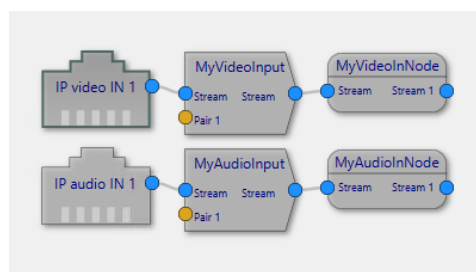 IP video IN 1
MyVideoInput
Stream Stream
Pair 1
MyVideoInNode
Stream Stream 1
IP audio IN 1
MyAudioInput
Stream Stream
Pair 1
MyAudioInNode
Stream Stream 1